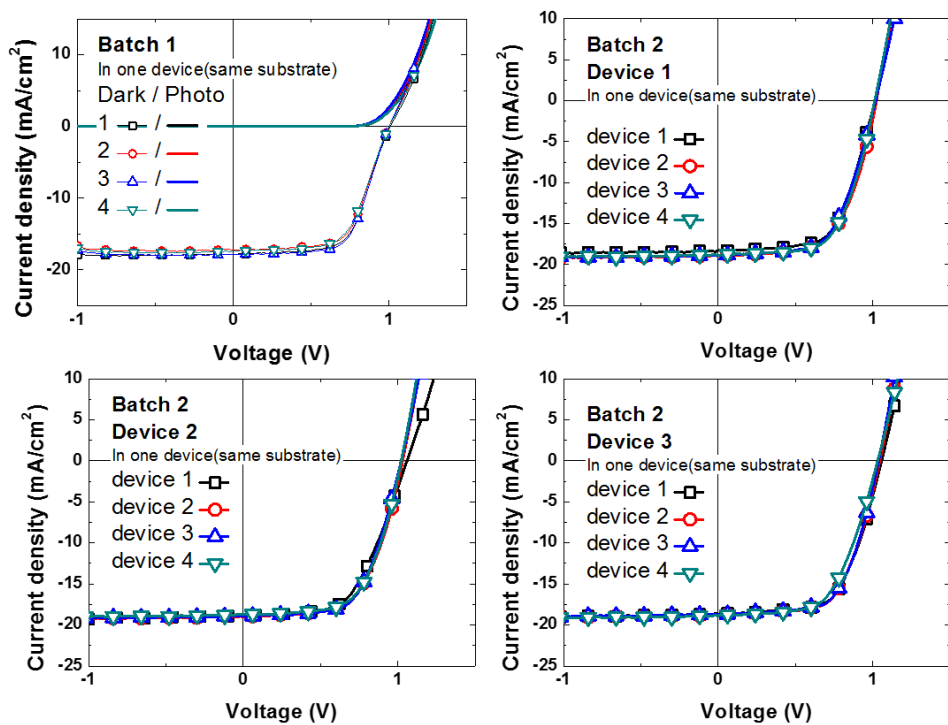 Current density (mA/cm²)
10
0
-10
-20
Batch 1
In one device(same substrate)
Dark / Photo
1 /
2 /
3 /
4 /
-1 0 1
Voltage (V)
Current density (mA/cm²)
10
5
0
-5
-10
-15
-20
-25
Batch 2
Device 1
In one device(same substrate)
device 1
device 2
device 3
device 4
-1 0 1
Voltage (V)
Current density (mA/cm²)
10
5
0
-5
-10
-15
-20
-25
Batch 2
Device 2
In one device(same substrate)
device 1
device 2
device 3
device 4
-1 0 1
Voltage (V)
Current density (mA/cm²)
10
5
0
-5
-10
-15
-20
-25
Batch 2
Device 3
In one device(same substrate)
device 1
device 2
device 3
device 4
-1 0 1
Voltage (V)